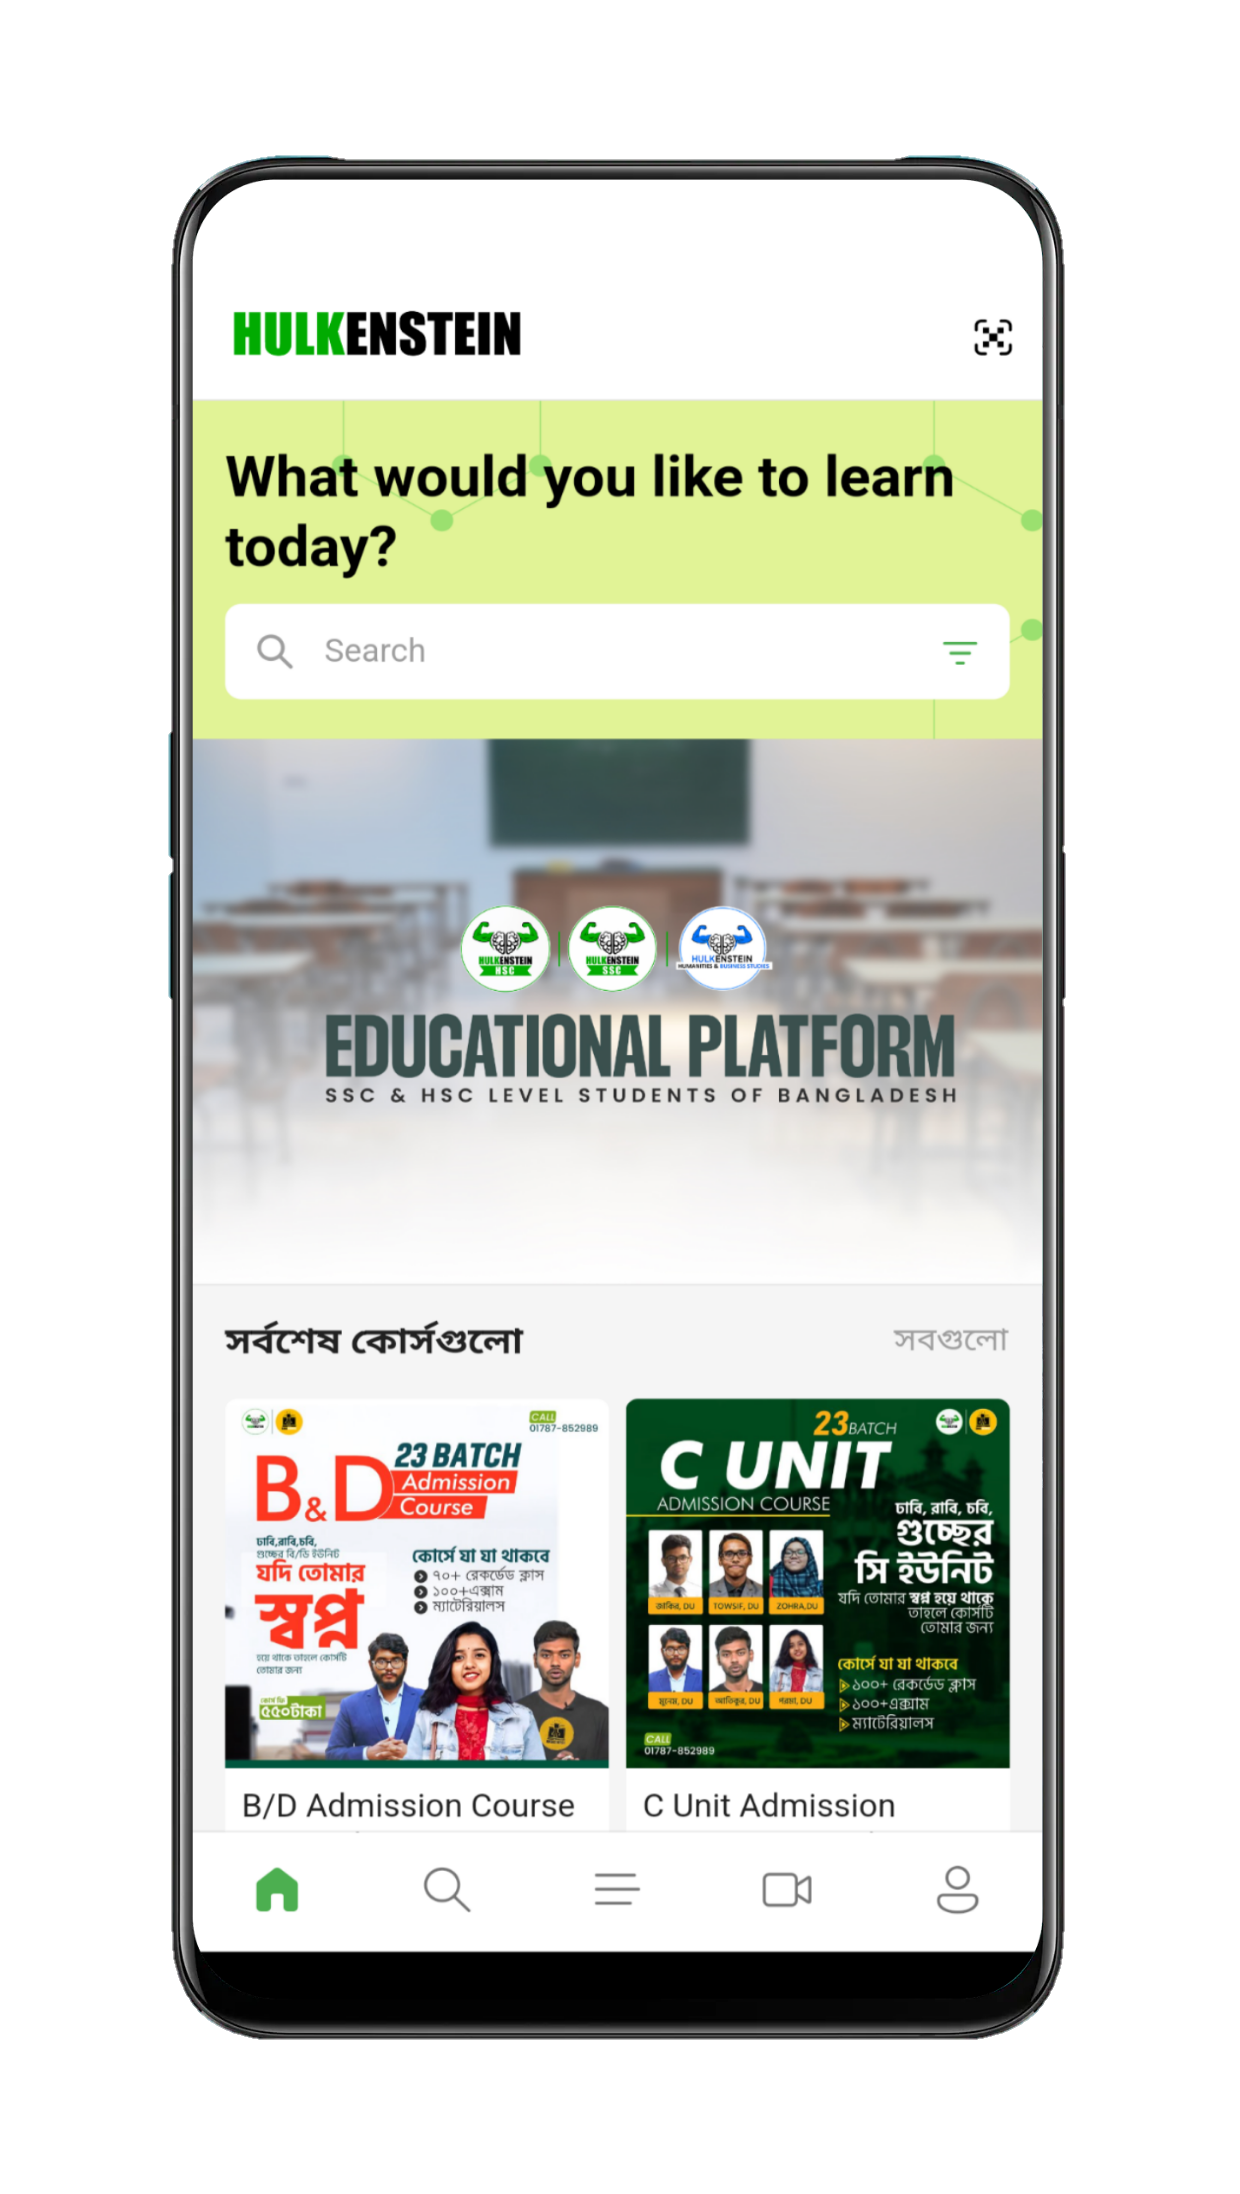 HULKENSTEIN
What would you like to learn
today?
Search
HULKENSTEIN
HSC
HULKENSTEIN
SSC
HULKENSTEIN
HUMANITIES & BUSINESS STUDIES
EDUCATIONAL PLATFORM
SSC & HSC LEVEL STUDENTS OF BANGLADESH
সর্বশেষ কোর্সগুলো
সবগুলো
CALL
01787-852989
B&D
23 BATCH
Admission
Course
ঢাবি,রাবি,চবি,
গুচ্ছের বি/ডি ইউনিট
যদি তোমার
স্বপ্ন
হয়ে থাকে তাহলে কোর্সটি
তোমার জন্য
কোর্স ফি
৫৫০টাকা
কোর্সে যা যা থাকবে
৭০+ রেকর্ডেড ক্লাস
১০০+এক্সাম
ম্যাটেরিয়ালস
23 BATCH
C UNIT
ADMISSION COURSE
ঢাবি, রাবি, চবি,
গুচ্ছের
সি ইউনিট
যদি তোমার স্বপ্ন হয়ে থাকে
তাহলে কোর্সটি
তোমার জন্য
জাকির, DU
TOWSIF, DU
ZOHRA,DU
DU
আতিকুর, DU
DU
কোর্সে যা যা থাকবে
১০০+ রেকর্ডেড ক্লাস
১০০+এক্সাম
ম্যাটেরিয়ালস
CALL
01787-852989
B/D Admission Course
C Unit Admission